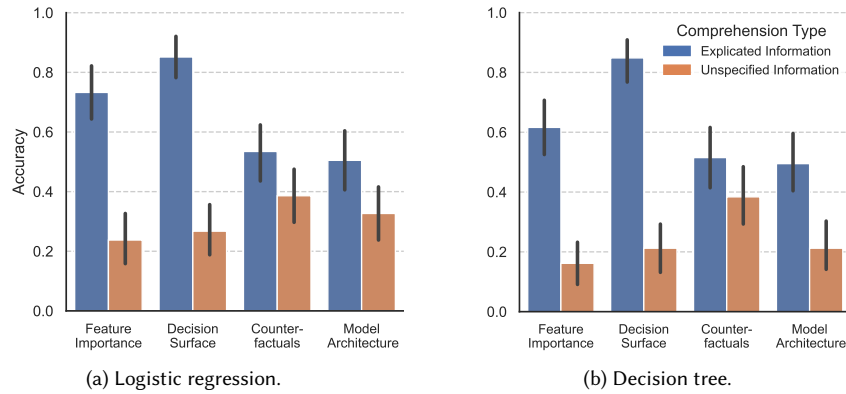 1.0
0.8
0.6
0.4
0.2
0.0
Accuracy
Feature
Importance
Decision
Surface
Counter-
factuals
Model
Architecture
(a) Logistic regression.
1.0
0.8
0.6
0.4
0.2
0.0
Comprehension Type
Explicated Information
Unspecified Information
Feature
Importance
Decision
Surface
Counter-
factuals
Model
Architecture
(b) Decision tree.